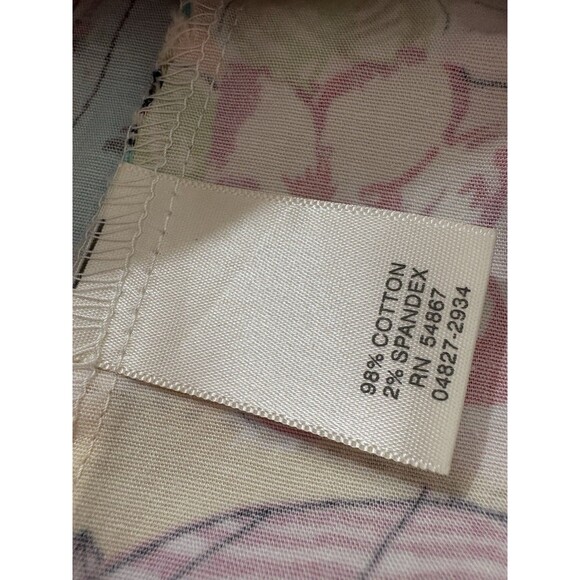 98% COTTON
2% SPANDEX
RN 54867
04827-2934